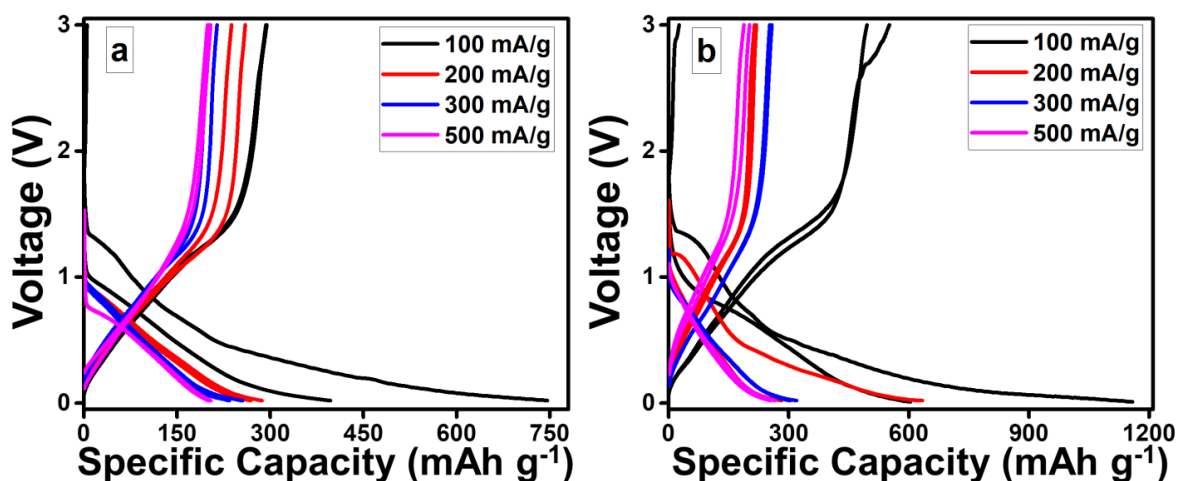 a
100 mA/g
200 mA/g
300 mA/g
500 mA/g
Voltage (V)
3
2
1
0
0 150 300 450 600 750
Specific Capacity (mAh g⁻¹)
b
100 mA/g
200 mA/g
300 mA/g
500 mA/g
Voltage (V)
3
2
1
0
0 300 600 900 1200
Specific Capacity (mAh g⁻¹)